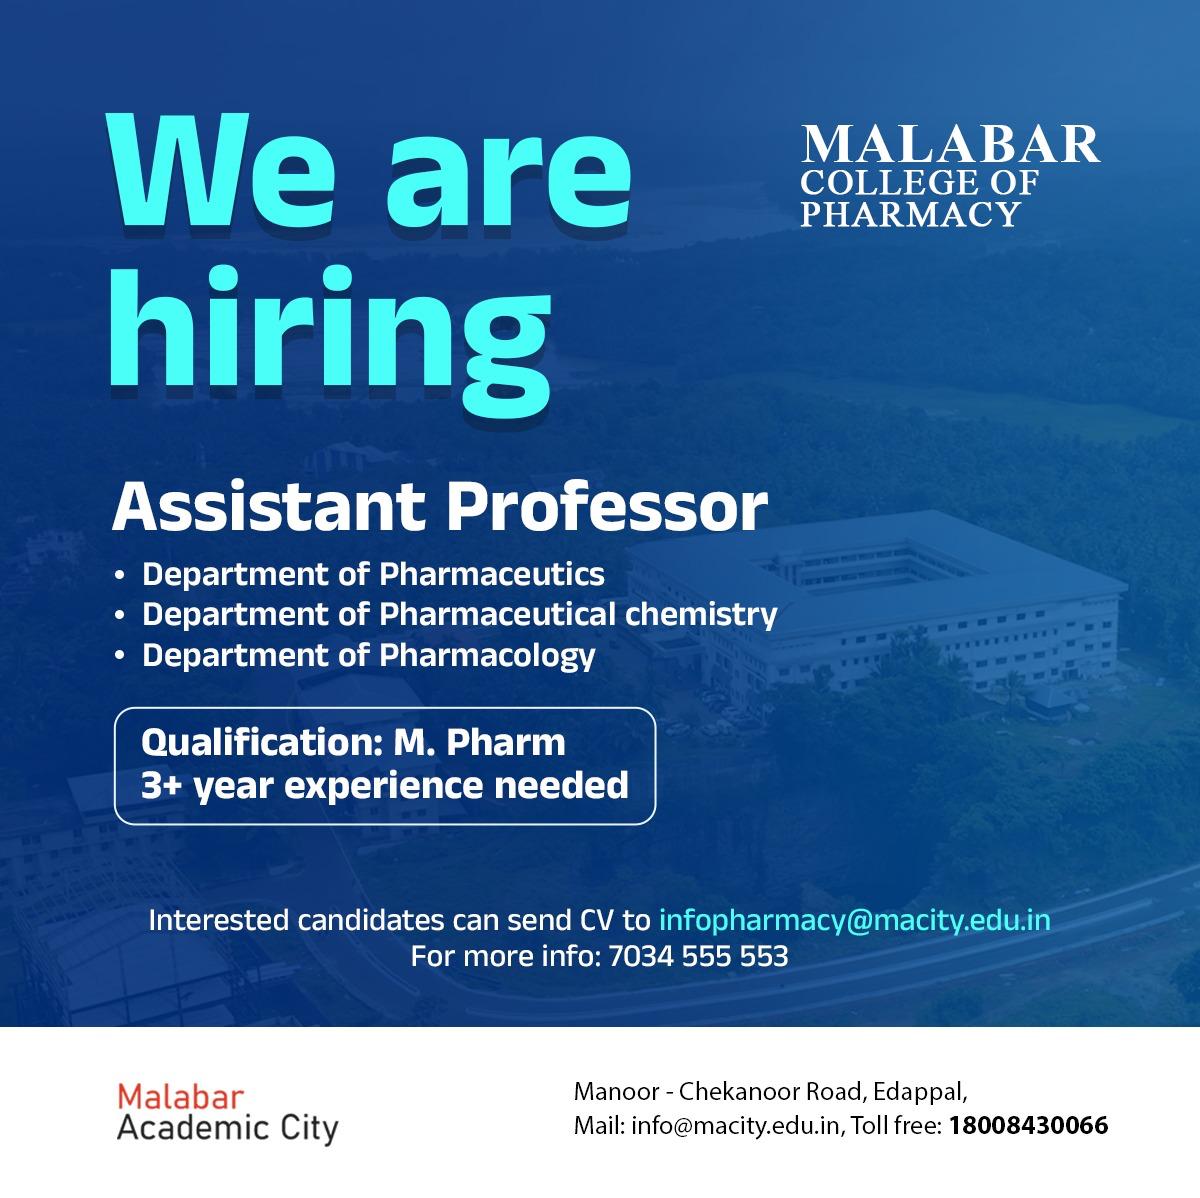 We are
hiring
MALABAR
COLLEGE OF
PHARMACY
Assistant Professor
• Department of Pharmaceutics
• Department of Pharmaceutical chemistry
• Department of Pharmacology
Qualification: M. Pharm
3+ year experience needed
Interested candidates can send CV to infopharmacy@macity.edu.in
For more info: 7034 555 553
Malabar
Academic City
Manoor - Chekanoor Road, Edappal,
Mail: info@macity.edu.in, Toll free: 18008430066